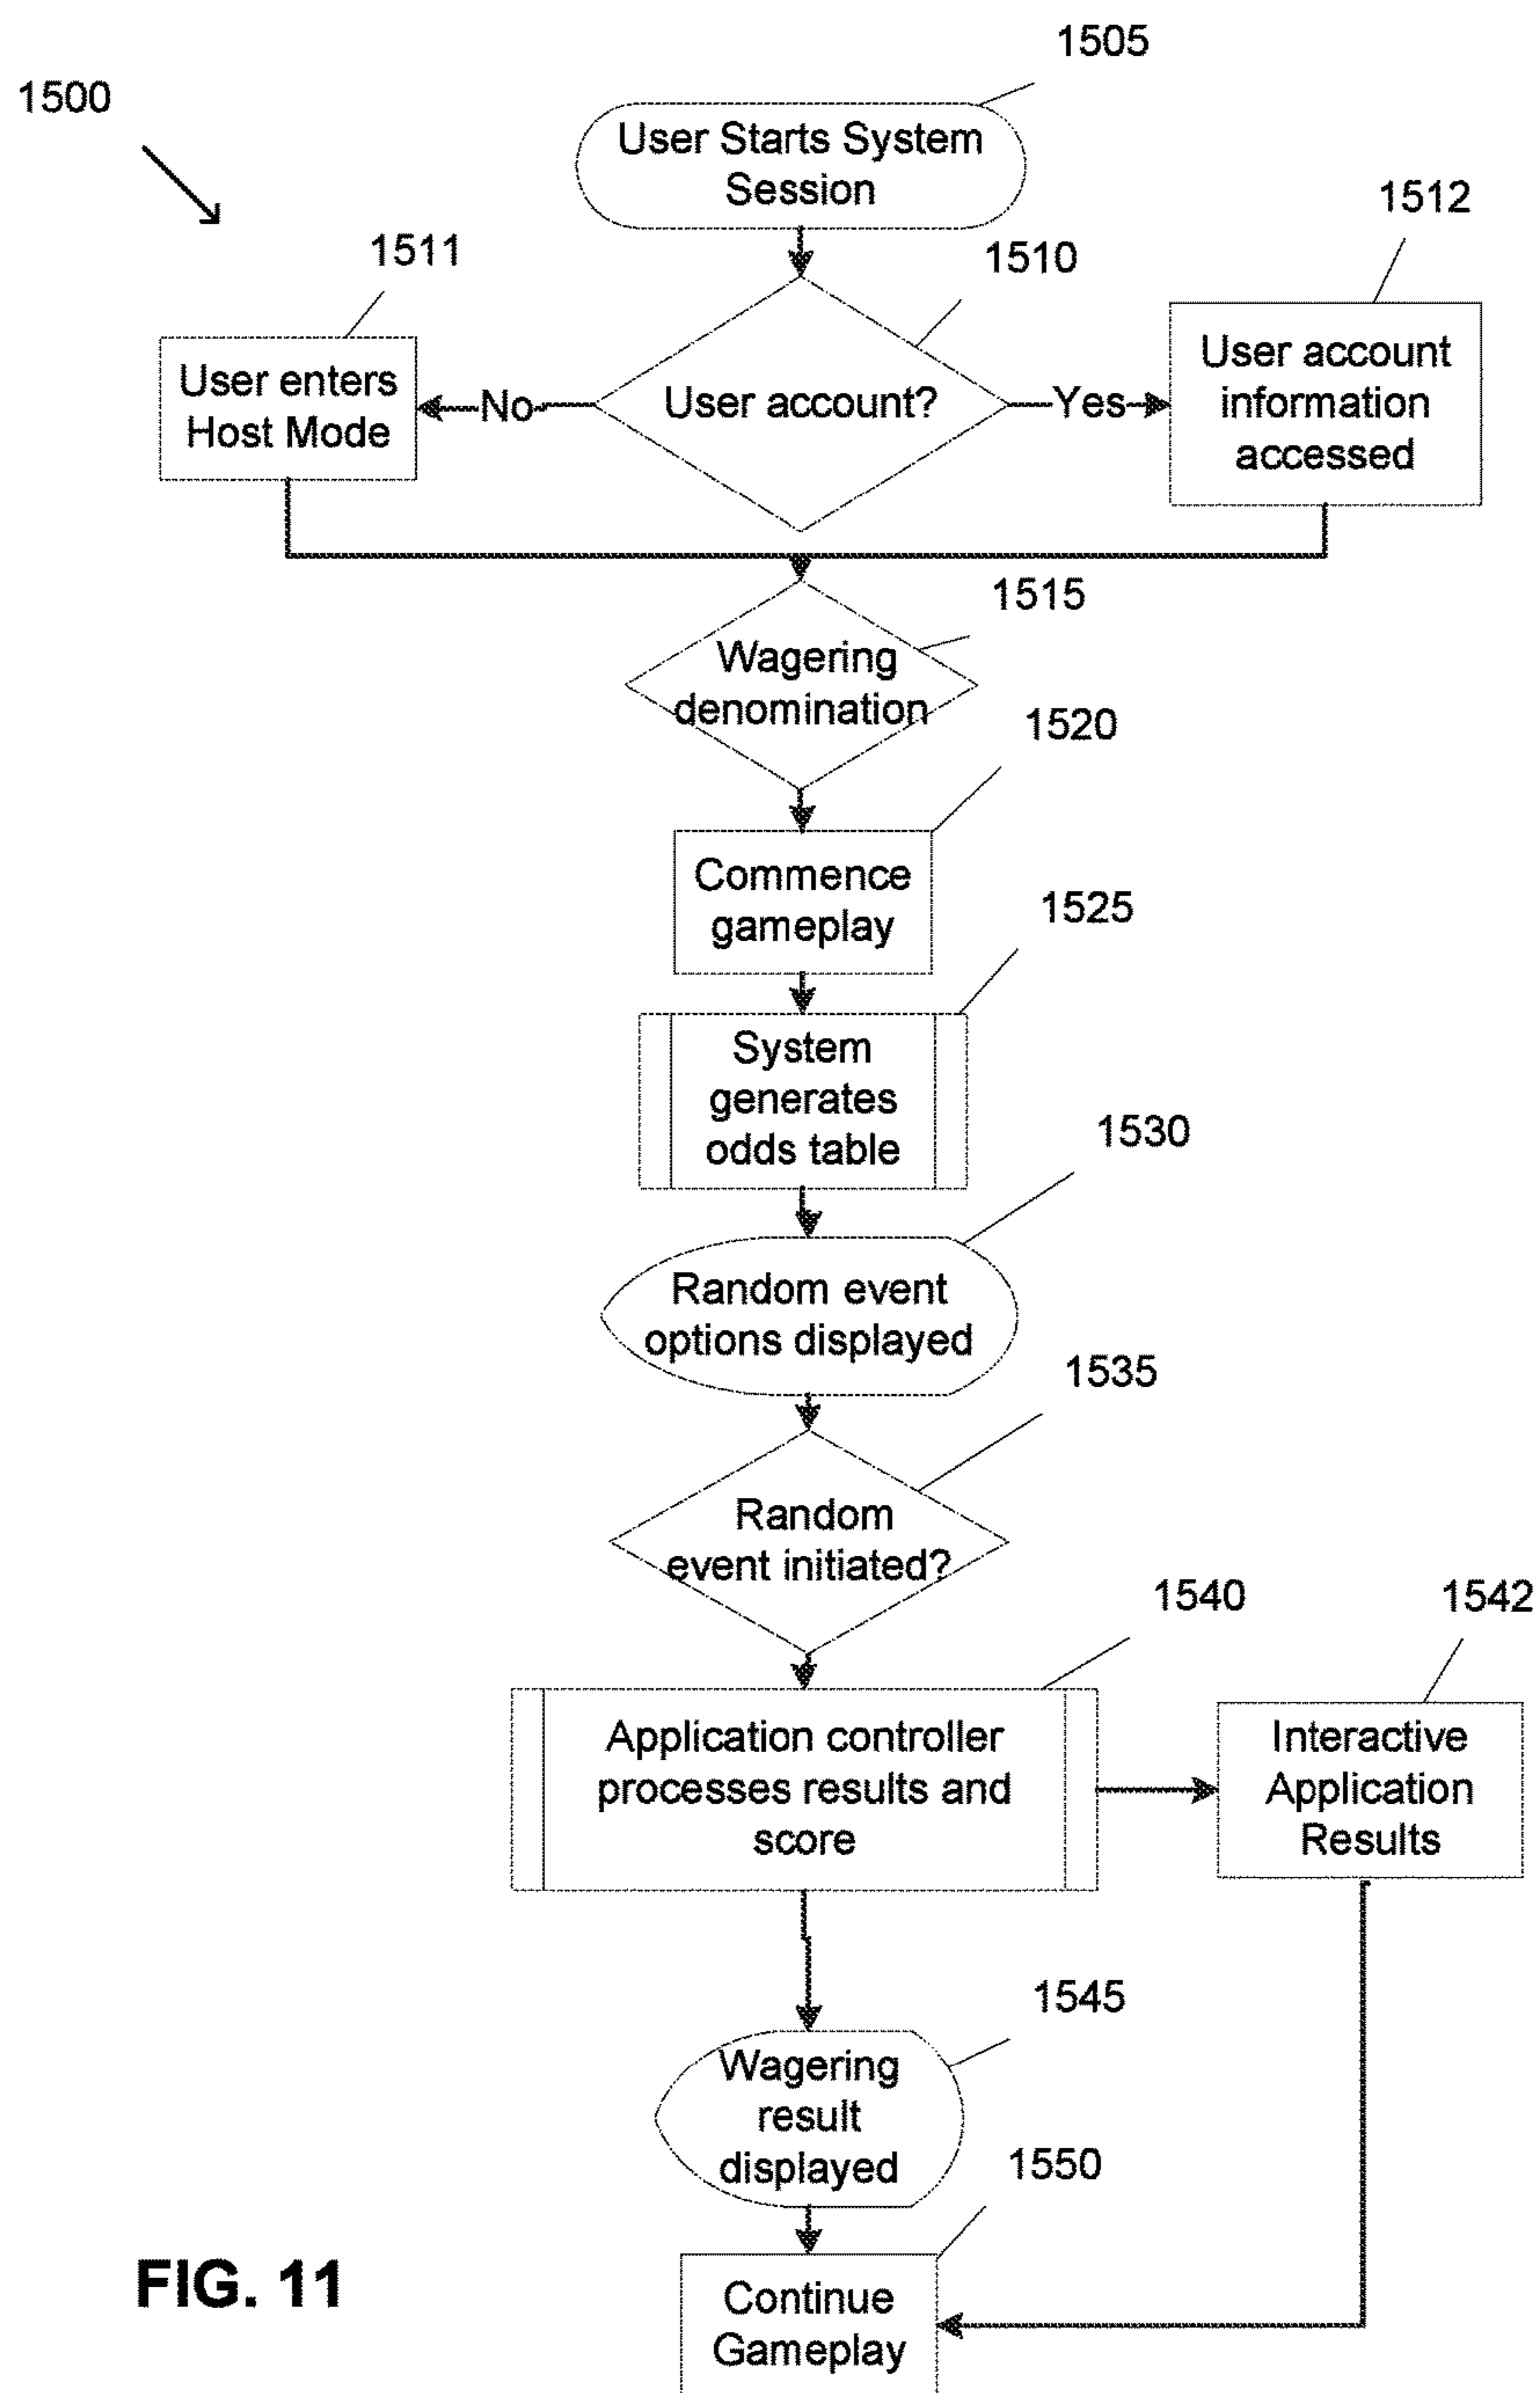 1505
1500
User Starts System
Session
1512
1511
1510
User enters
Host Mode
No
User account?
Yes
User account
information
accessed
1515
Wagering
denomination
1520
Commence
gameplay
1525
System
generates
odds table
1530
Random event
options displayed
1535
Random
event initiated?
1540
1542
Application controller
processes results and
score
Interactive
Application
Results
1545
Wagering
result
displayed
1550
FIG. 11
Continue
Gameplay